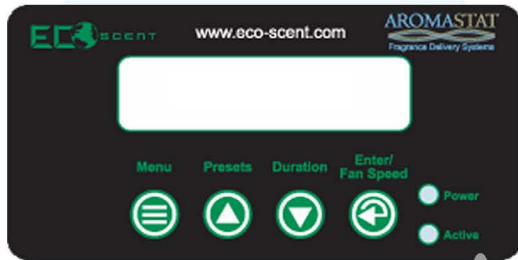 ECO SCENT
www.eco-scent.com
AROMASTAT
Fragrance Delivery Systems
Menu
Presets
Duration
Enter/
Fan Speed
Power
Active